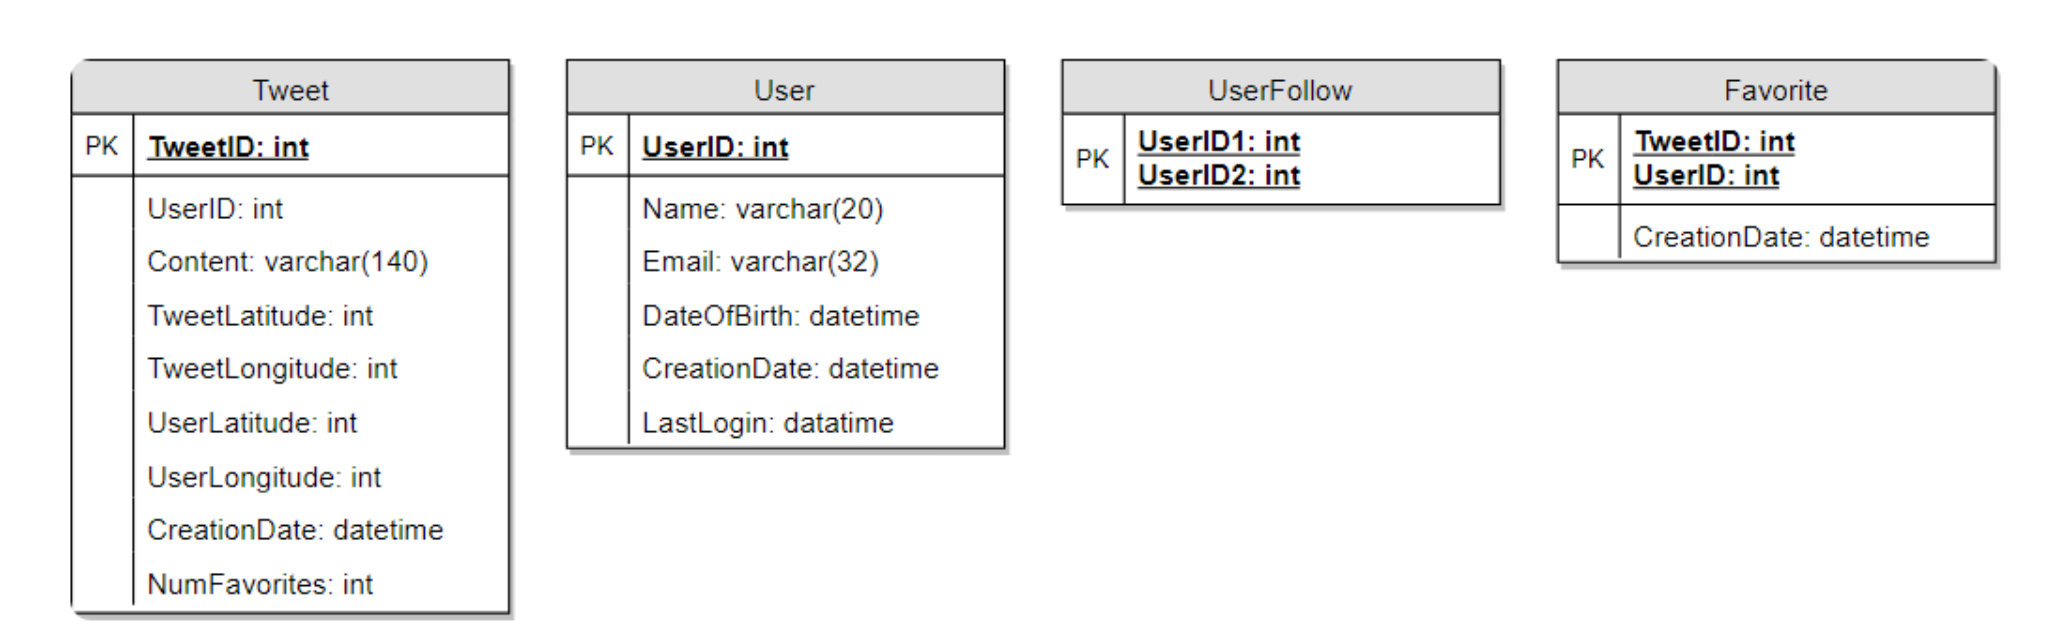 Tweet
PK TweetID: int
UserID: int
Content: varchar(140)
TweetLatitude: int
TweetLongitude: int
UserLatitude: int
UserLongitude: int
CreationDate: datetime
NumFavorites: int
User
PK UserID: int
Name: varchar(20)
Email: varchar(32)
DateOfBirth: datetime
CreationDate: datetime
LastLogin: datatime
UserFollow
PK UserID1: int
UserID2: int
Favorite
PK TweetID: int
UserID: int
CreationDate: datetime